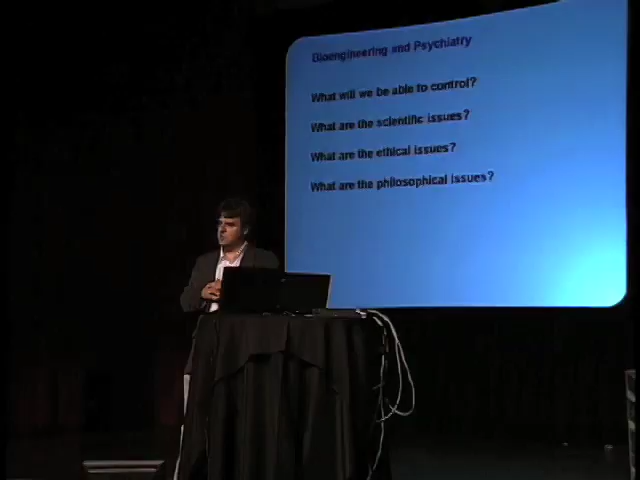 Bioengineering and Psychiatry
What will we be able to control?
What are the scientific issues?
What are the ethical issues?
What are the philosophical issues?